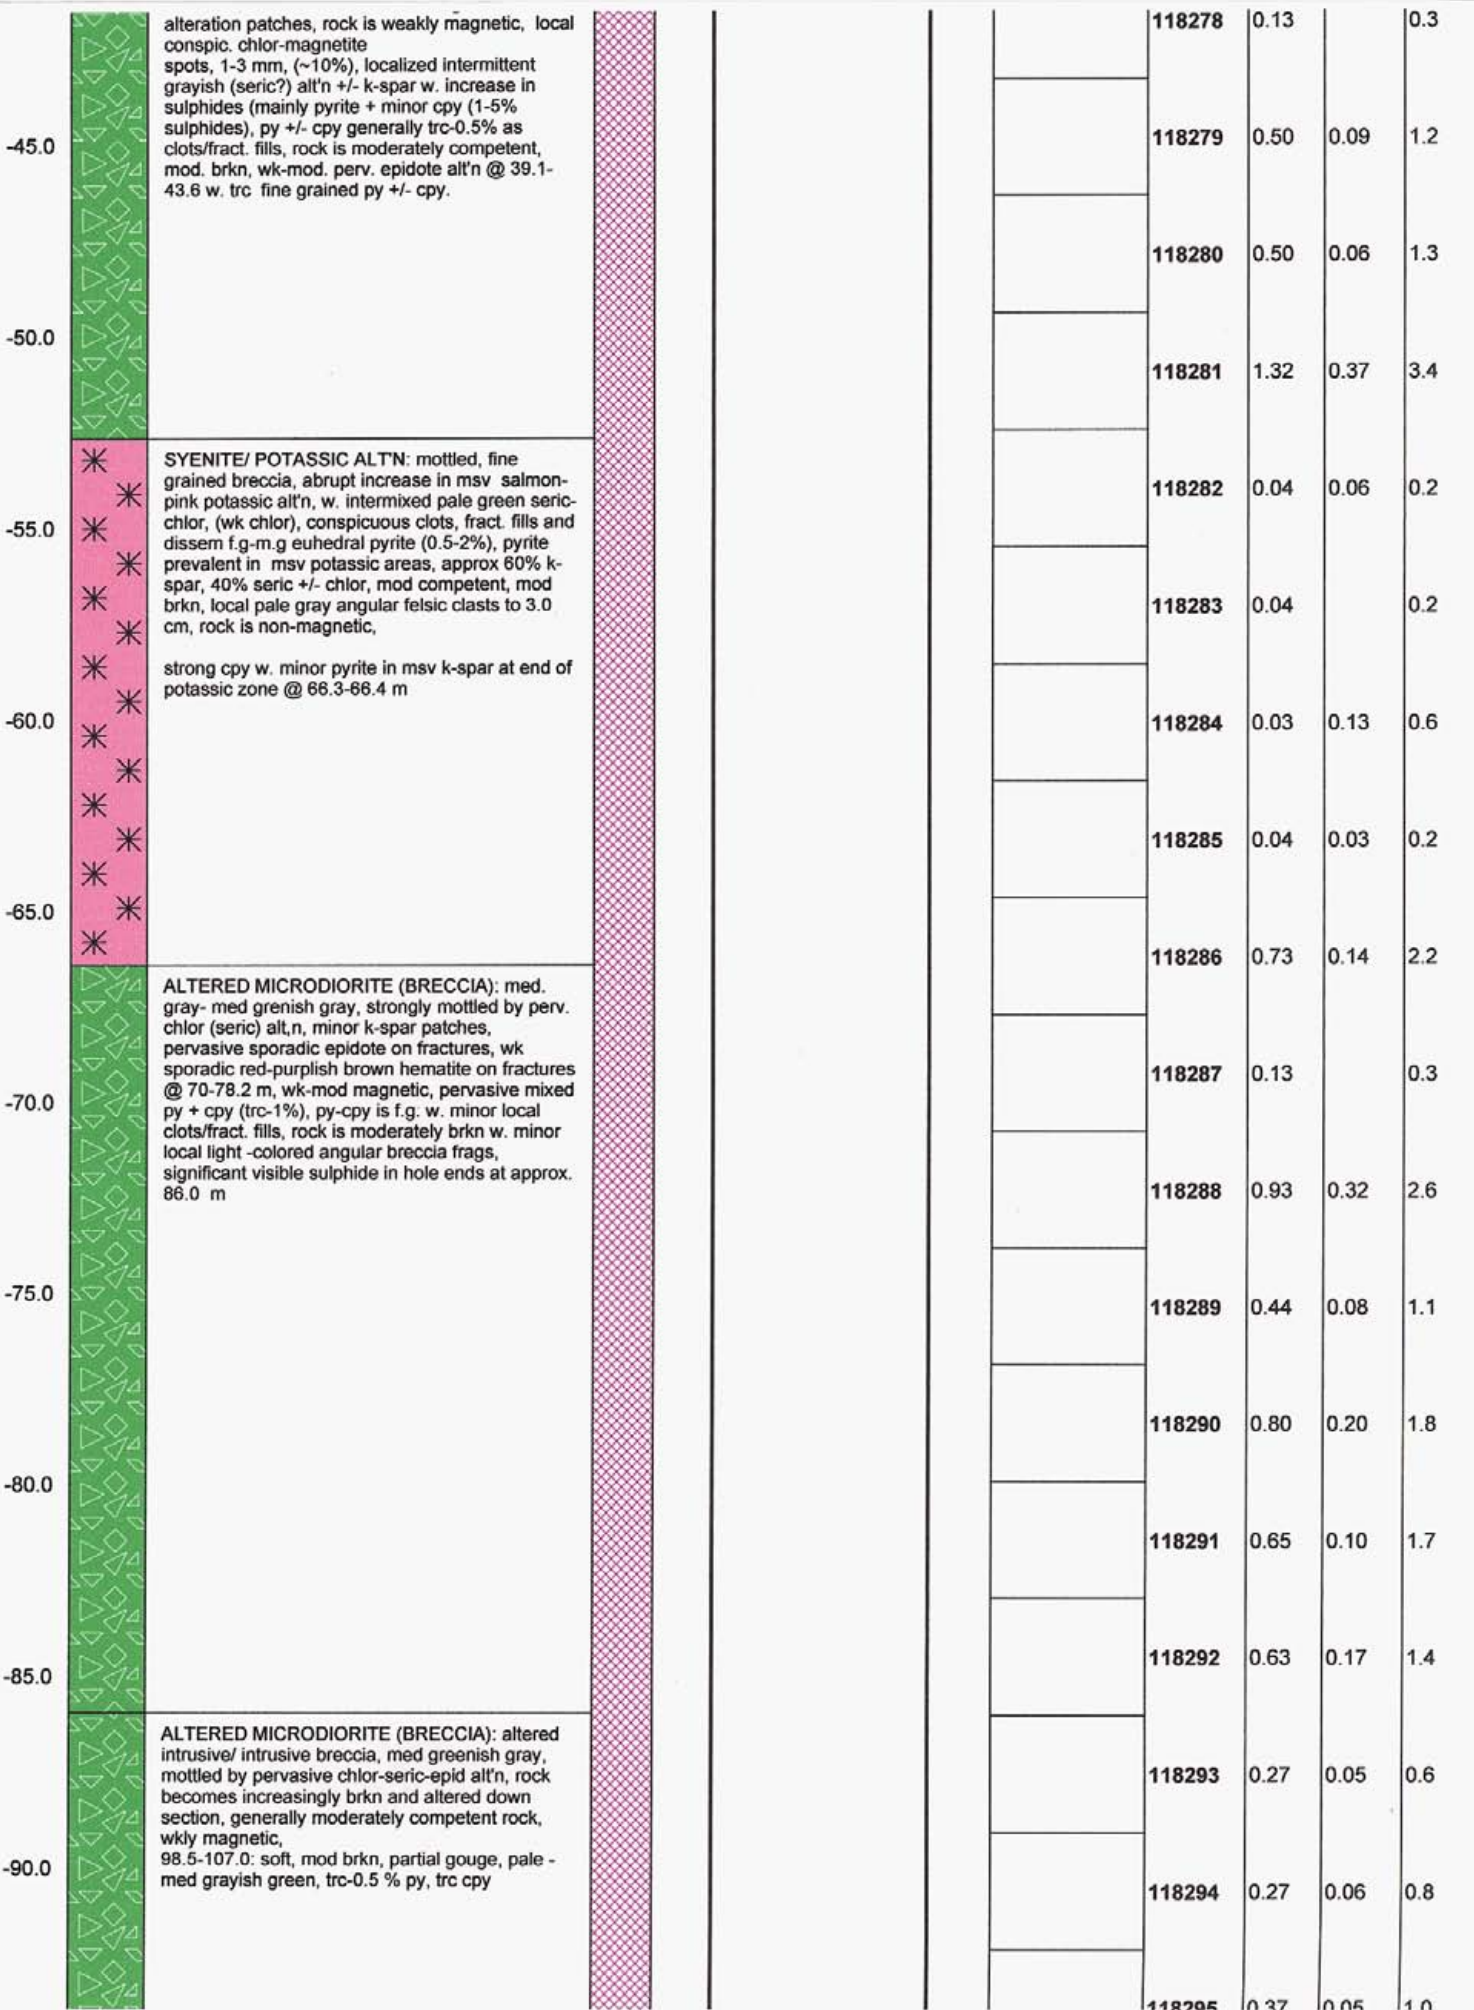 alteration patches, rock is weakly magnetic, local
conspic. chlor-magnetite
spots, 1-3 mm, (~10%), localized intermittent
grayish (seric?) alt'n +/- k-spar w. increase in
sulphides (mainly pyrite + minor cpy (1-5%
sulphides), py +/- cpy generally trc-0.5% as
clots/fract. fills, rock is moderately competent,
mod. brkn, wk-mod. perv. epidote alt'n @ 39.1-
43.6 w. trc fine grained py +/- cpy.
SYENITE/ POTASSIC ALT'N: mottled, fine
grained breccia, abrupt increase in msv salmon-
pink potassic alt'n, w. intermixed pale green seric-
chlor, (wk chlor), conspicuous clots, fract. fills and
dissem f.g-m.g euhedral pyrite (0.5-2%), pyrite
prevalent in msv potassic areas, approx 60% k-
spar, 40% seric +/- chlor, mod competent, mod
brkn, local pale gray angular felsic clasts to 3.0
cm, rock is non-magnetic,
strong cpy w. minor pyrite in msv k-spar at end of
potassic zone @ 66.3-66.4 m
ALTERED MICRODIORITE (BRECCIA): med.
gray- med grenish gray, strongly mottled by perv.
chlor (seric) alt,n, minor k-spar patches,
pervasive sporadic epidote on fractures, wk
sporadic red-purplish brown hematite on fractures
@ 70-78.2 m, wk-mod magnetic, pervasive mixed
py + cpy (trc-1%), py-cpy is f.g. w. minor local
clots/fract. fills, rock is moderately brkn w. minor
local light -colored angular breccia frags,
significant visible sulphide in hole ends at approx.
86.0 m
ALTERED MICRODIORITE (BRECCIA): altered
intrusive/ intrusive breccia, med greenish gray,
mottled by pervasive chlor-seric-epid alt'n, rock
becomes increasingly brkn and altered down
section, generally moderately competent rock,
wkly magnetic,
98.5-107.0: soft, mod brkn, partial gouge, pale -
med grayish green, trc-0.5 % py, trc cpy
-45.0
-50.0
-55.0
-60.0
-65.0
-70.0
-75.0
-80.0
-85.0
-90.0
118278 0.13 0.3
118279 0.50 0.09 1.2
118280 0.50 0.06 1.3
118281 1.32 0.37 3.4
118282 0.04 0.06 0.2
118283 0.04 0.2
118284 0.03 0.13 0.6
118285 0.04 0.03 0.2
118286 0.73 0.14 2.2
118287 0.13 0.3
118288 0.93 0.32 2.6
118289 0.44 0.08 1.1
118290 0.80 0.20 1.8
118291 0.65 0.10 1.7
118292 0.63 0.17 1.4
118293 0.27 0.05 0.6
118294 0.27 0.06 0.8
118295 0.37 0.05 1.0